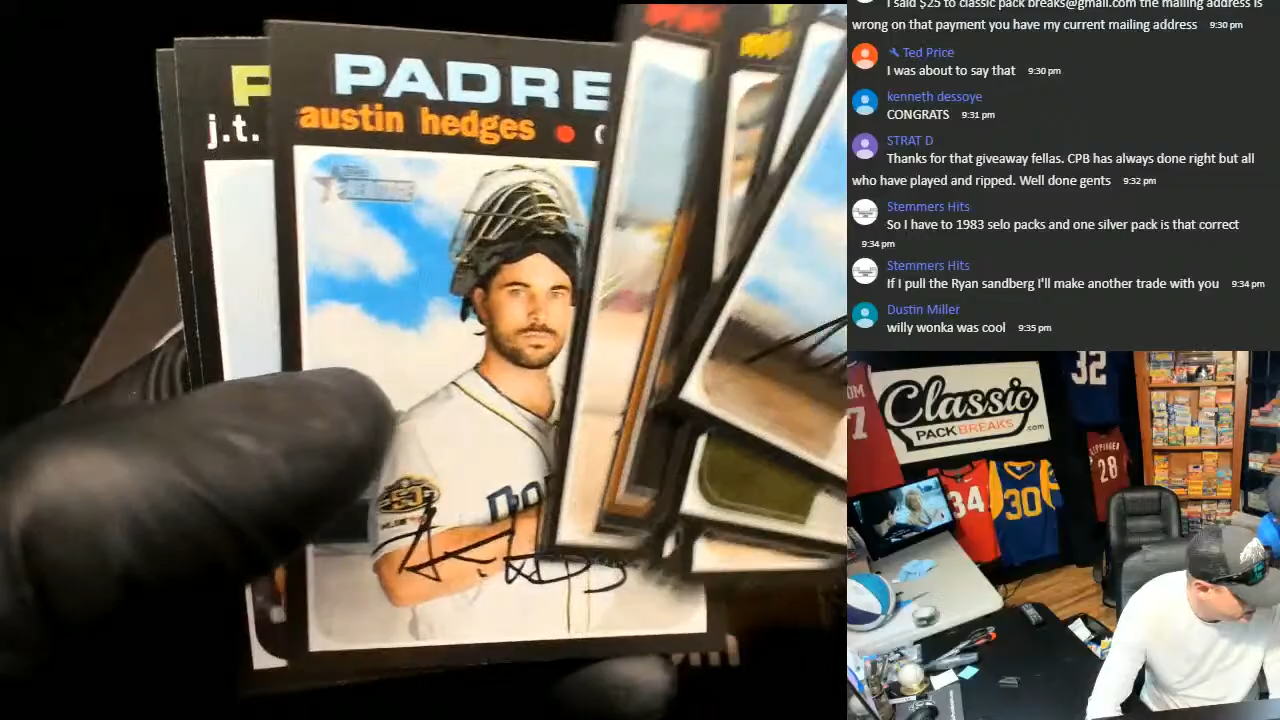 PADRE
austin hedges • c
P
j.t.
I said $25 to classic pack breaks@gmail.com the mailing address is
wrong on that payment you have my current mailing address 9:30 pm
Ted Price
I was about to say that 9:30 pm
kenneth dessoye
CONGRATS 9:31 pm
STRAT D
Thanks for that giveaway fellas. CPB has always done right but all
who have played and ripped. Well done gents 9:32 pm
Stemmers Hits
So I have to 1983 selo packs and one silver pack is that correct
9:34 pm
Stemmers Hits
If I pull the Ryan sandberg I'll make another trade with you 9:34 pm
Dustin Miller
willy wonka was cool 9:35 pm
Classic
PACK BREAKS.com
32
7
28
34
30